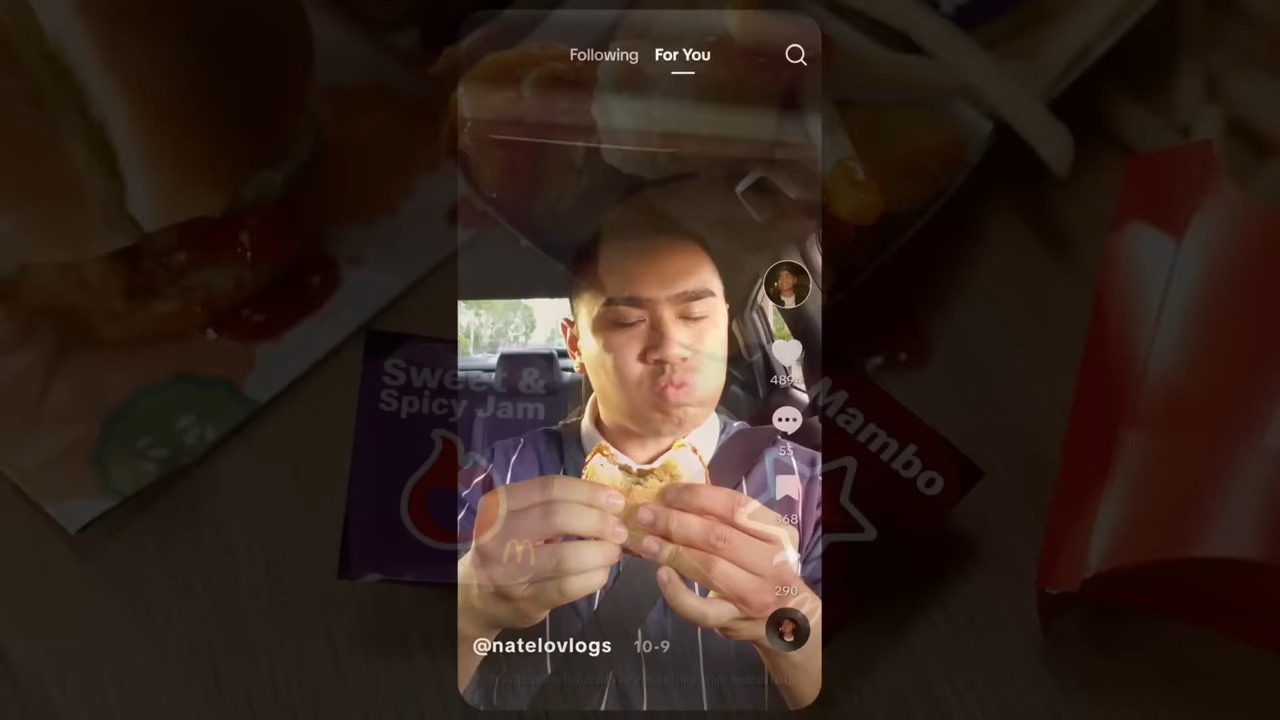 Following For You
489
55
368
290
Sweet &
Spicy Jam
Mambo
@natelovlogs 10-9